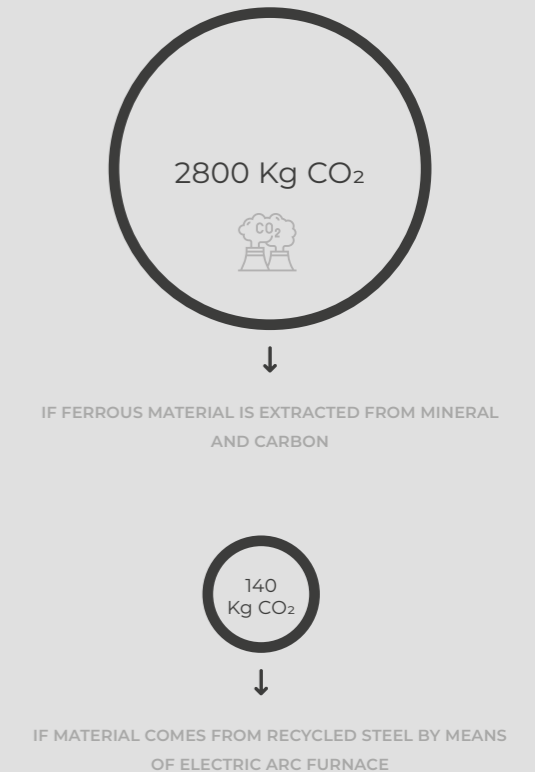 2800 Kg CO₂
CO₂
IF FERROUS MATERIAL IS EXTRACTED FROM MINERAL
AND CARBON
140
Kg CO₂
IF MATERIAL COMES FROM RECYCLED STEEL BY MEANS
OF ELECTRIC ARC FURNACE